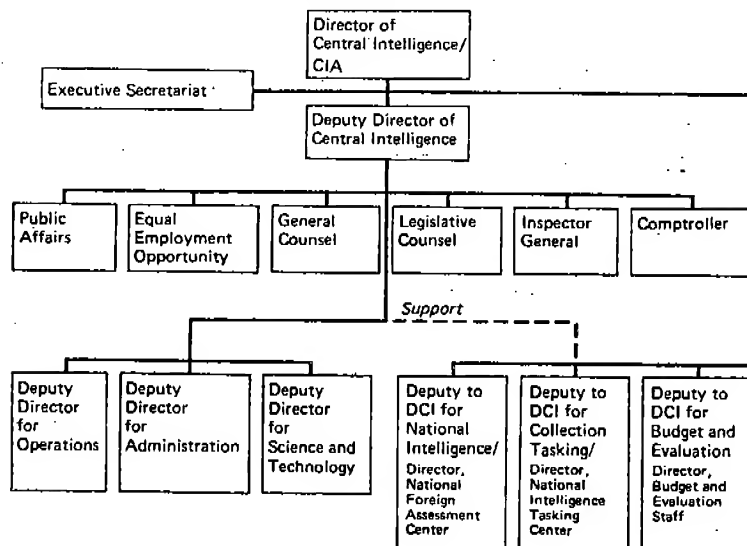 Director of
Central Intelligence/
CIA
Executive Secretariat
Deputy Director of
Central Intelligence
Public
Affairs
Equal
Employment
Opportunity
General
Counsel
Legislative
Counsel
Inspector
General
Comptroller
Support
Deputy
Director
for
Operations
Deputy
Director
for
Administration
Deputy
Director
for
Science and
Technology
Deputy to
DCI for
National
Intelligence/
Director,
National
Foreign
Assessment
Center
Deputy to
DCI for
Collection
Tasking/
Director,
National
Intelligence
Tasking
Center
Deputy to
DCI for
Budget and
Evaluation
Director,
Budget and
Evaluation
Staff